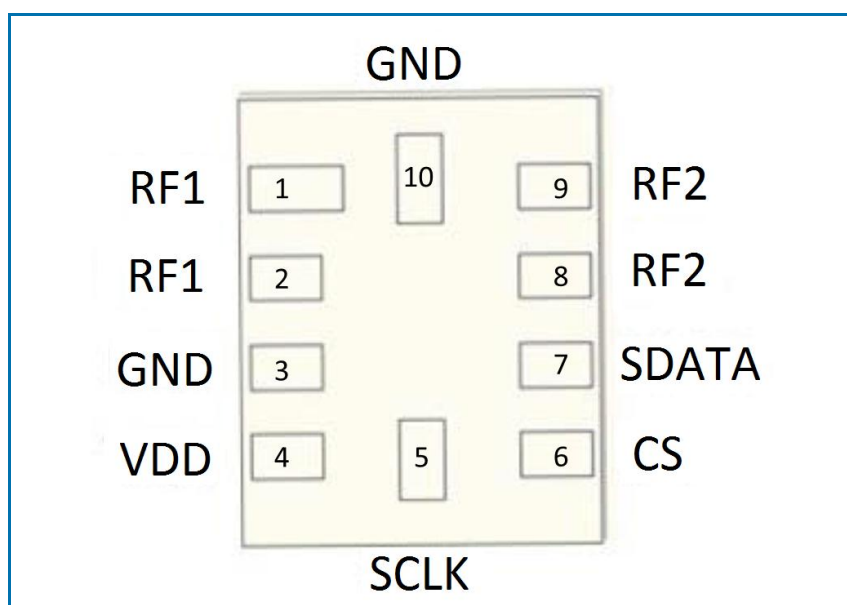 GND
RF1 1 10 9 RF2
RF1 2 8 RF2
GND 3 7 SDATA
VDD 4 5 6 CS
SCLK